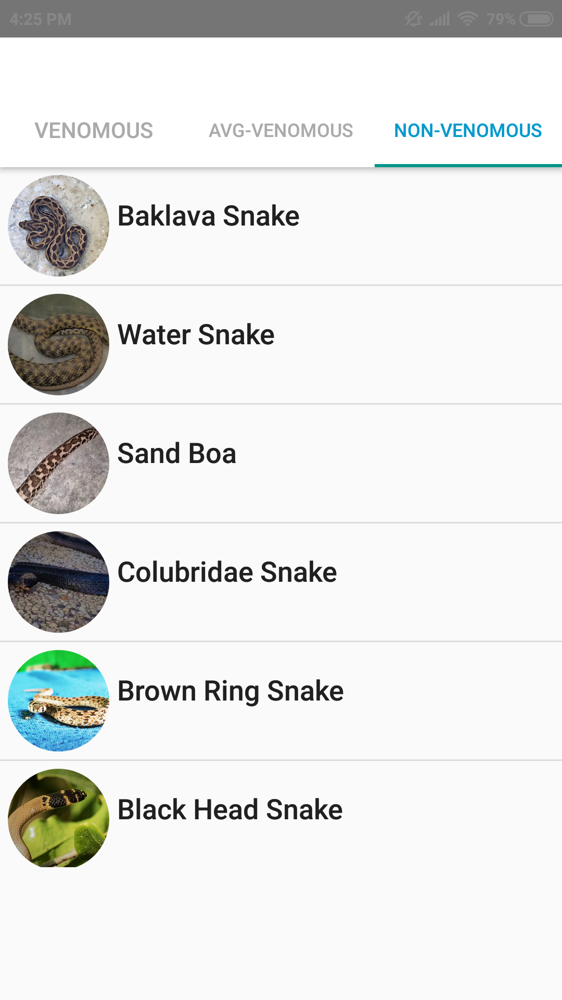 4:25 PM 79%
VENOMOUS AVG-VENOMOUS NON-VENOMOUS
Baklava Snake
Water Snake
Sand Boa
Colubridae Snake
Brown Ring Snake
Black Head Snake